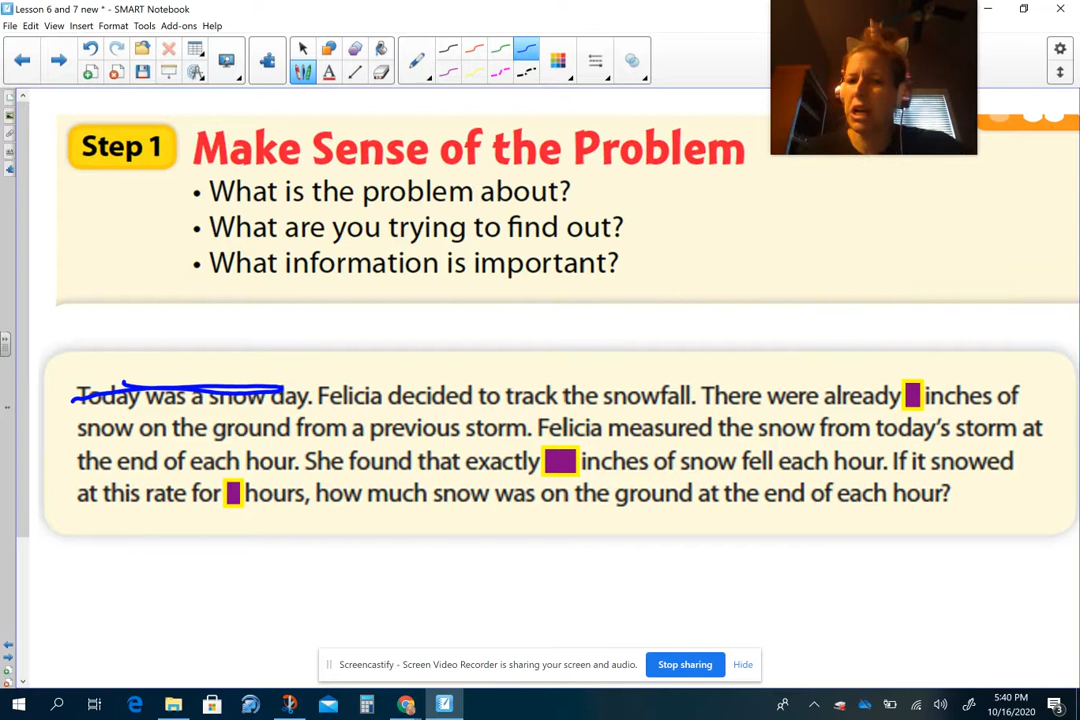 Lesson 6 and 7 new * - SMART Notebook
File Edit View Insert Format Tools Add-ons Help
Step 1 Make Sense of the Problem
• What is the problem about?
• What are you trying to find out?
• What information is important?
Today was a snow day. Felicia decided to track the snowfall. There were already inches of
snow on the ground from a previous storm. Felicia measured the snow from today's storm at
the end of each hour. She found that exactly inches of snow fell each hour. If it snowed
at this rate for hours, how much snow was on the ground at the end of each hour?
Screencastify - Screen Video Recorder is sharing your screen and audio. Stop sharing Hide
5:40 PM
10/16/2020
3